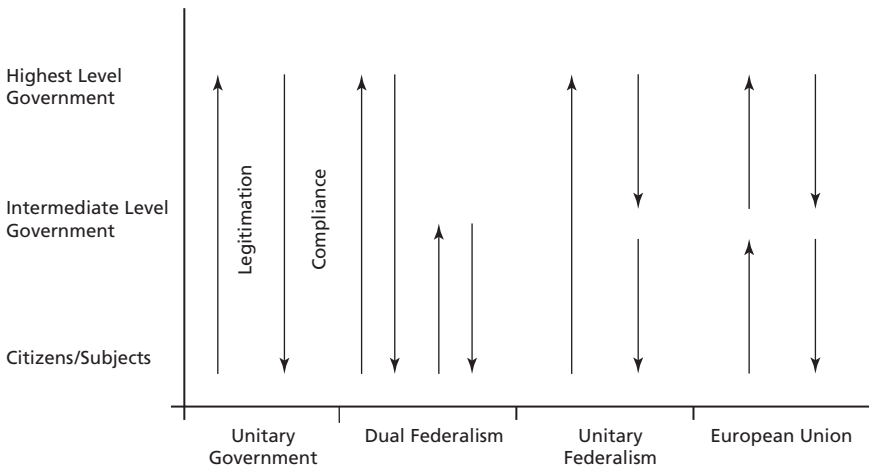 Highest Level
Government
Legitimation
Compliance
Intermediate Level
Government
Citizens/Subjects
Unitary
Government
Dual Federalism
Unitary
Federalism
European Union